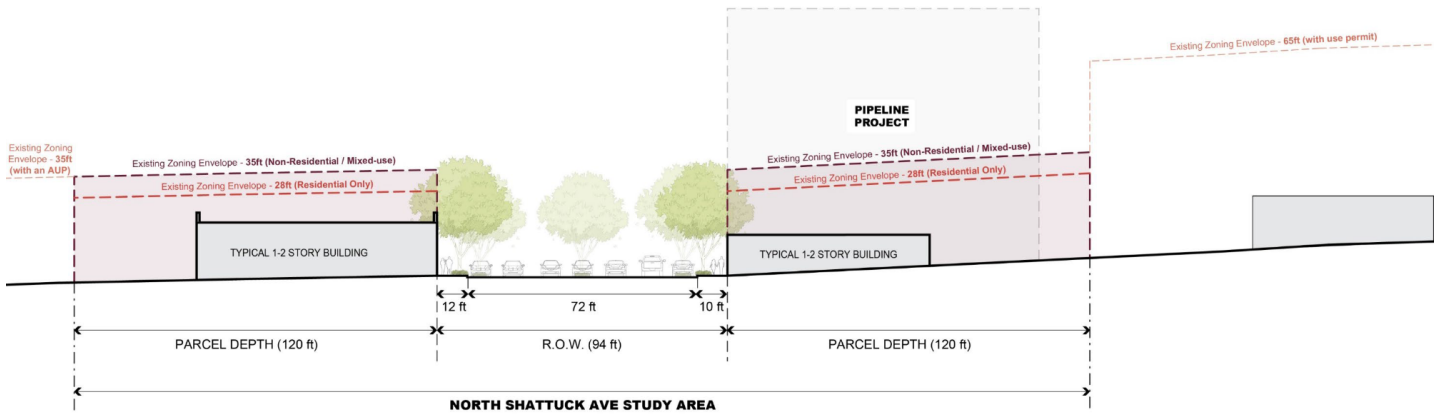 Existing Zoning Envelope - 65ft (with use permit)
PIPELINE
PROJECT
Existing Zoning
Envelope - 35ft
(with an AUP)
Existing Zoning Envelope - 35ft (Non-Residential / Mixed-use)
Existing Zoning Envelope - 28ft (Residential Only)
Existing Zoning Envelope - 35ft (Non-Residential / Mixed-use)
Existing Zoning Envelope - 28ft (Residential Only)
TYPICAL 1-2 STORY BUILDING
TYPICAL 1-2 STORY BUILDING
12 ft
72 ft
10 ft
PARCEL DEPTH (120 ft)
R.O.W. (94 ft)
PARCEL DEPTH (120 ft)
NORTH SHATTUCK AVE STUDY AREA